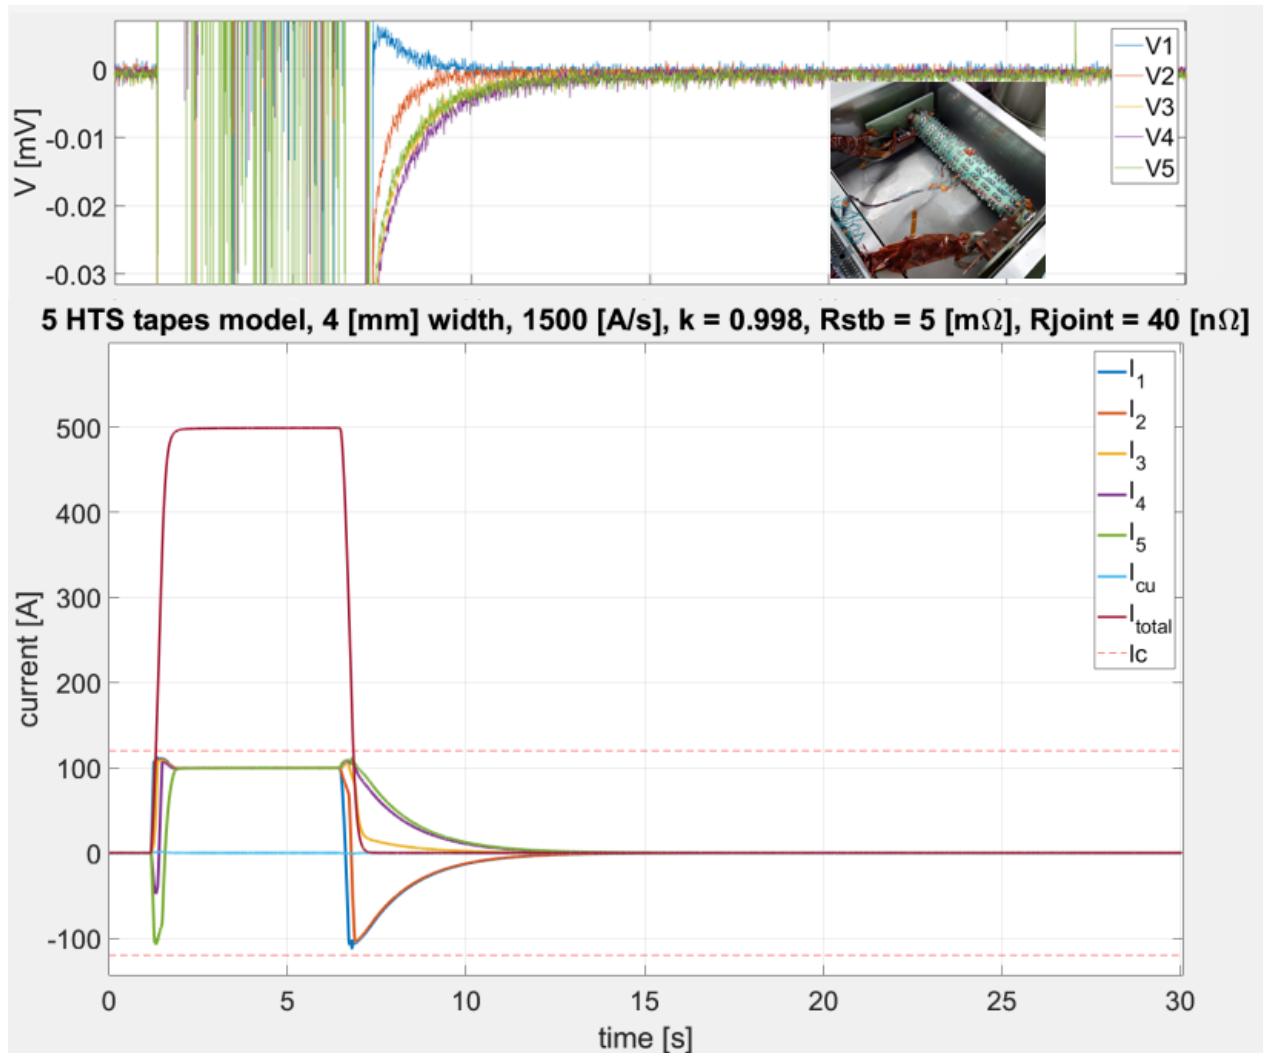 0
-0.01
-0.02
-0.03
V [mV]
V1
V2
V3
V4
V5
5 HTS tapes model, 4 [mm] width, 1500 [A/s], k = 0.998, Rstb = 5 [mΩ], Rjoint = 40 [nΩ]
500
400
300
200
100
0
-100
current [A]
I1
I2
I3
I4
I5
Icu
Itotal
Ic
0 5 10 15 20 25 30
time [s]